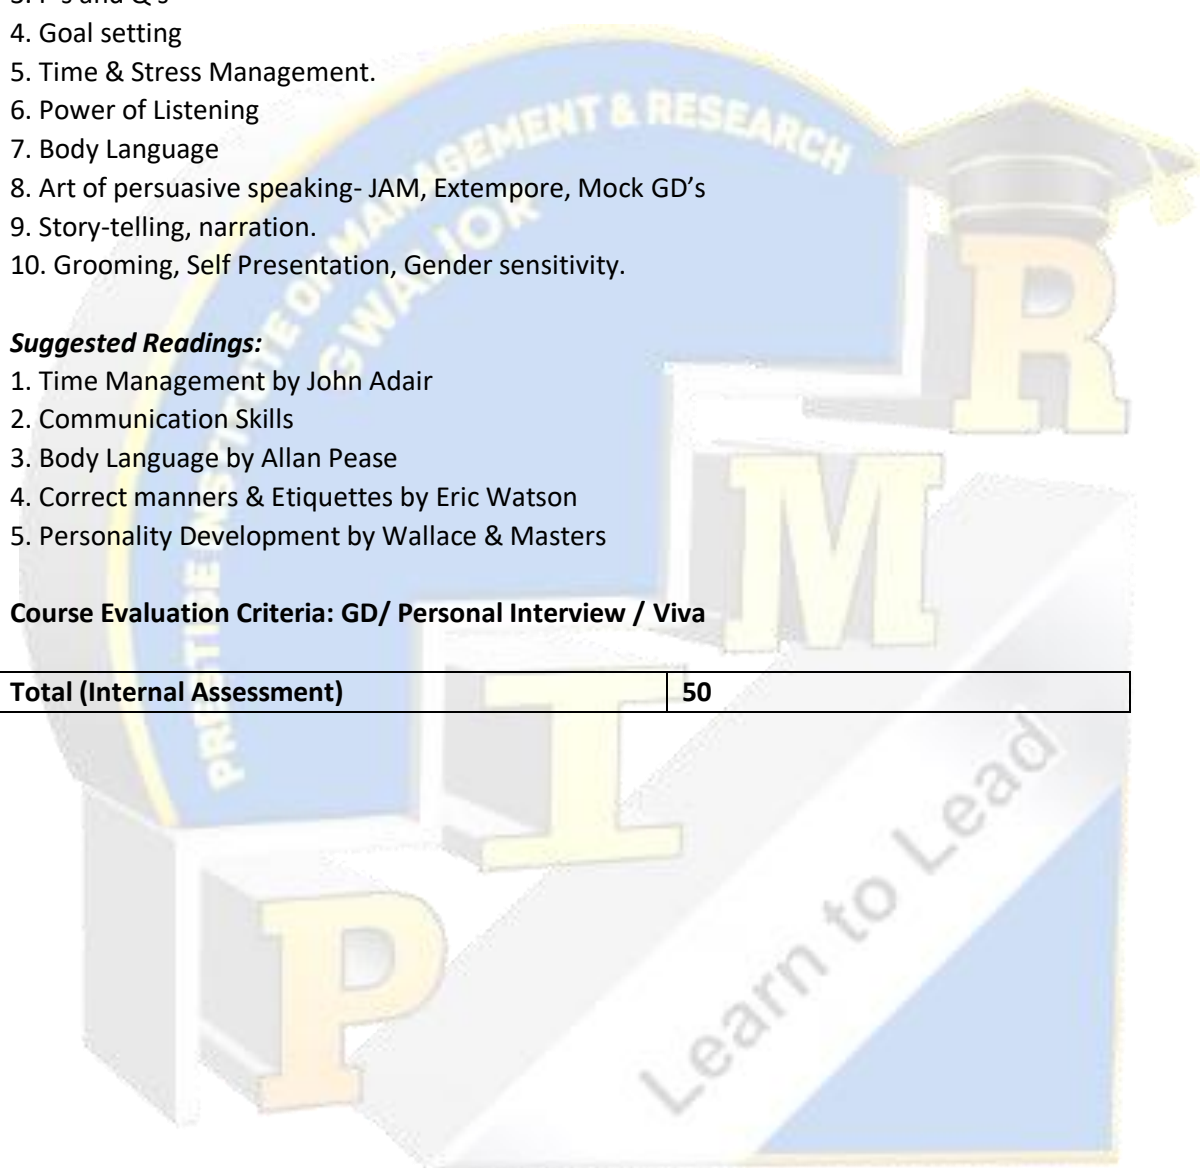 4. Goal setting
5. Time & Stress Management.
6. Power of Listening
7. Body Language
8. Art of persuasive speaking- JAM, Extempore, Mock GD’s
9. Story-telling, narration.
10. Grooming, Self Presentation, Gender sensitivity.
Suggested Readings:
1. Time Management by John Adair
2. Communication Skills
3. Body Language by Allan Pease
4. Correct manners & Etiquettes by Eric Watson
5. Personality Development by Wallace & Masters
Course Evaluation Criteria: GD/ Personal Interview / Viva
Total (Internal Assessment) 50
PRESTIGE INSTITUTE OF MANAGEMENT & RESEARCH
GWALIOR
P
I
M
R
Learn to Lead